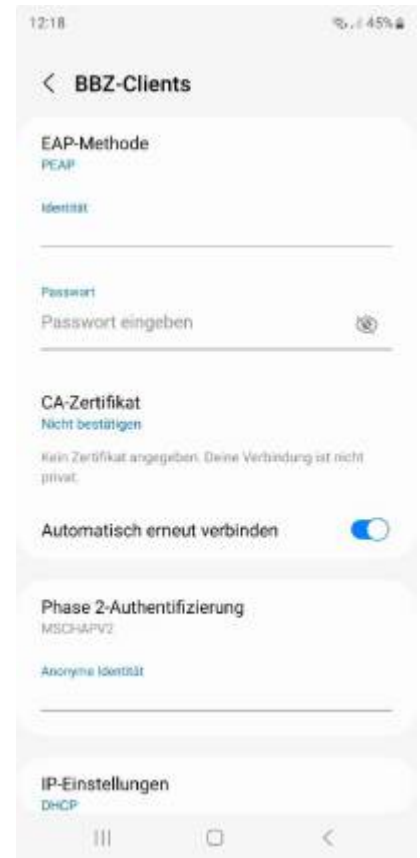 12:18
45%
BBZ-Clients
EAP-Methode
PEAP
Identität
Passwort
Passwort eingeben
CA-Zertifikat
Nicht bestätigen
Kein Zertifikat angegeben. Deine Verbindung ist nicht
privat.
Automatisch erneut verbinden
Phase 2-Authentifizierung
MSCHAPV2
Anonyme Identität
IP-Einstellungen
DHCP